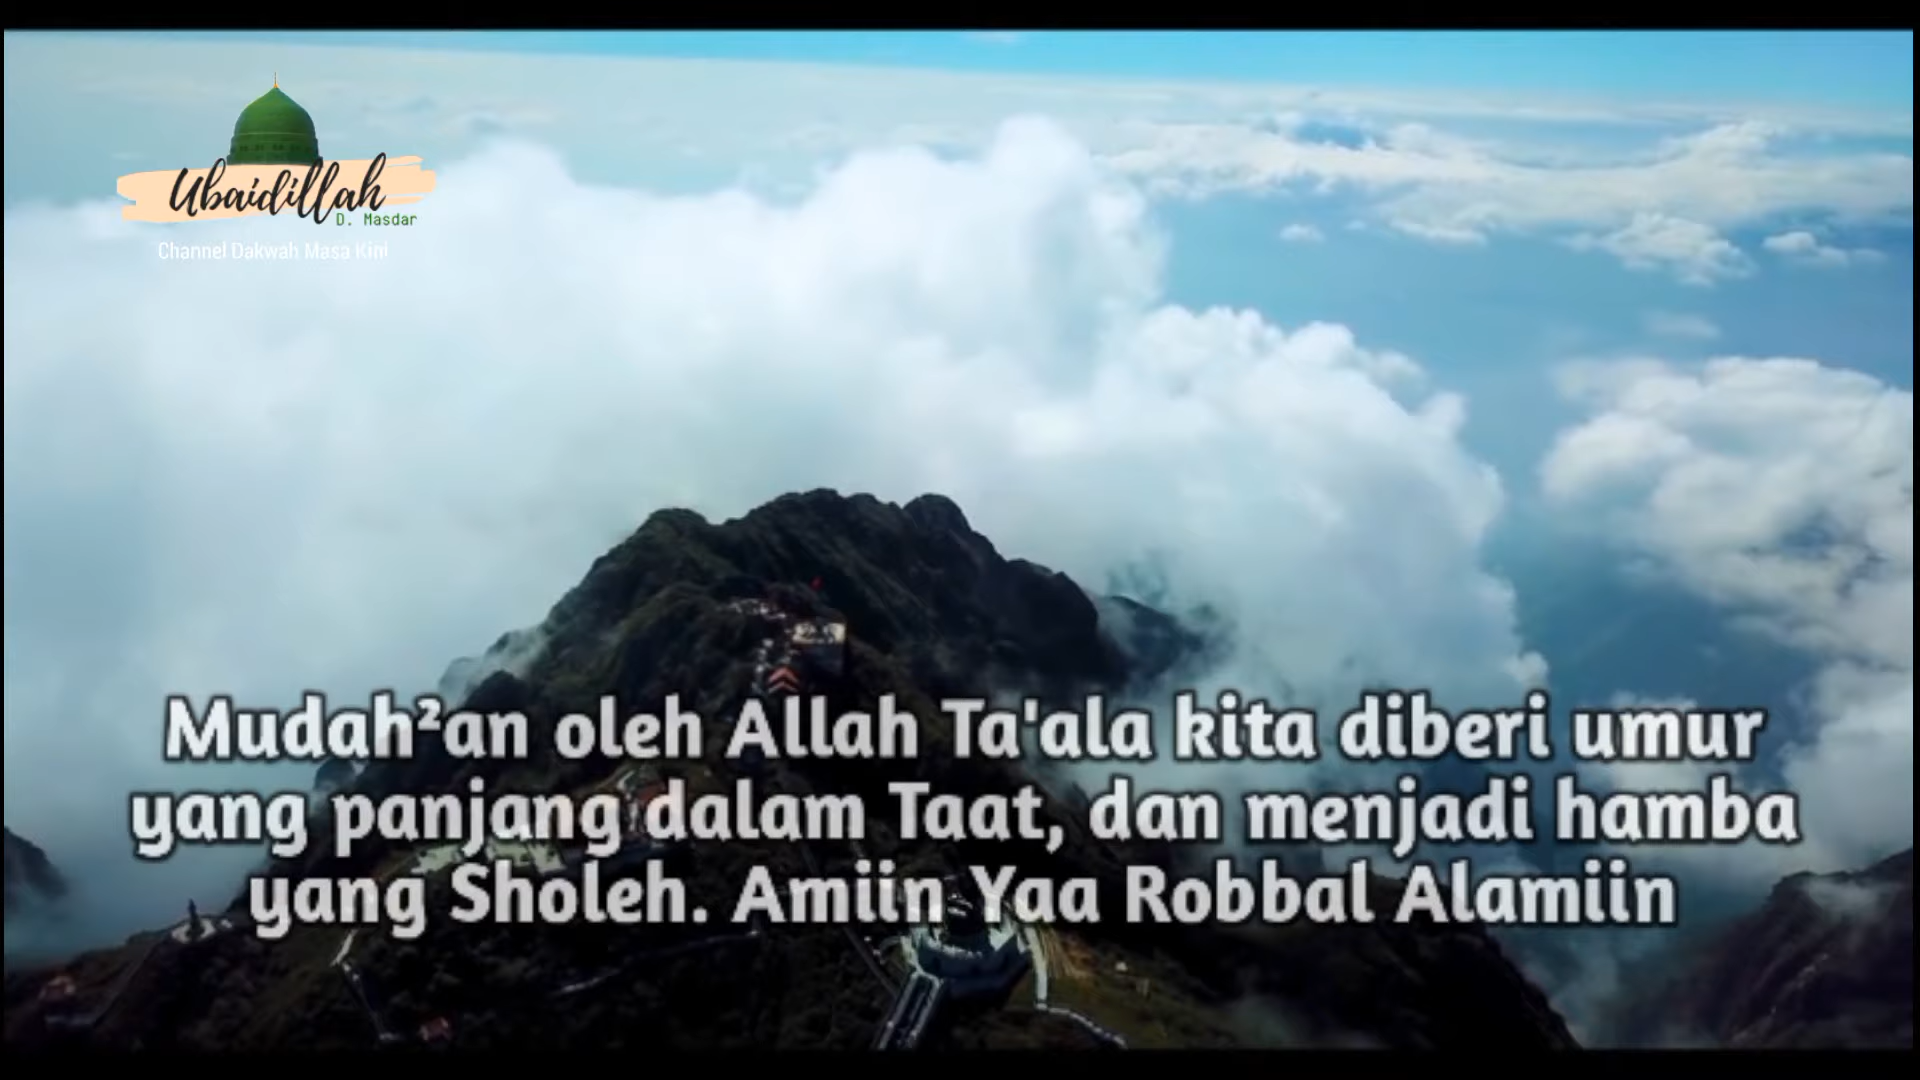 Ubaidillah
D. Masdar
Channel Dakwah Masa Kini
Mudah²an oleh Allah Ta'ala kita diberi umur
yang panjang dalam Taat, dan menjadi hamba
yang Sholeh. Amiin Yaa Robbal Alamiin